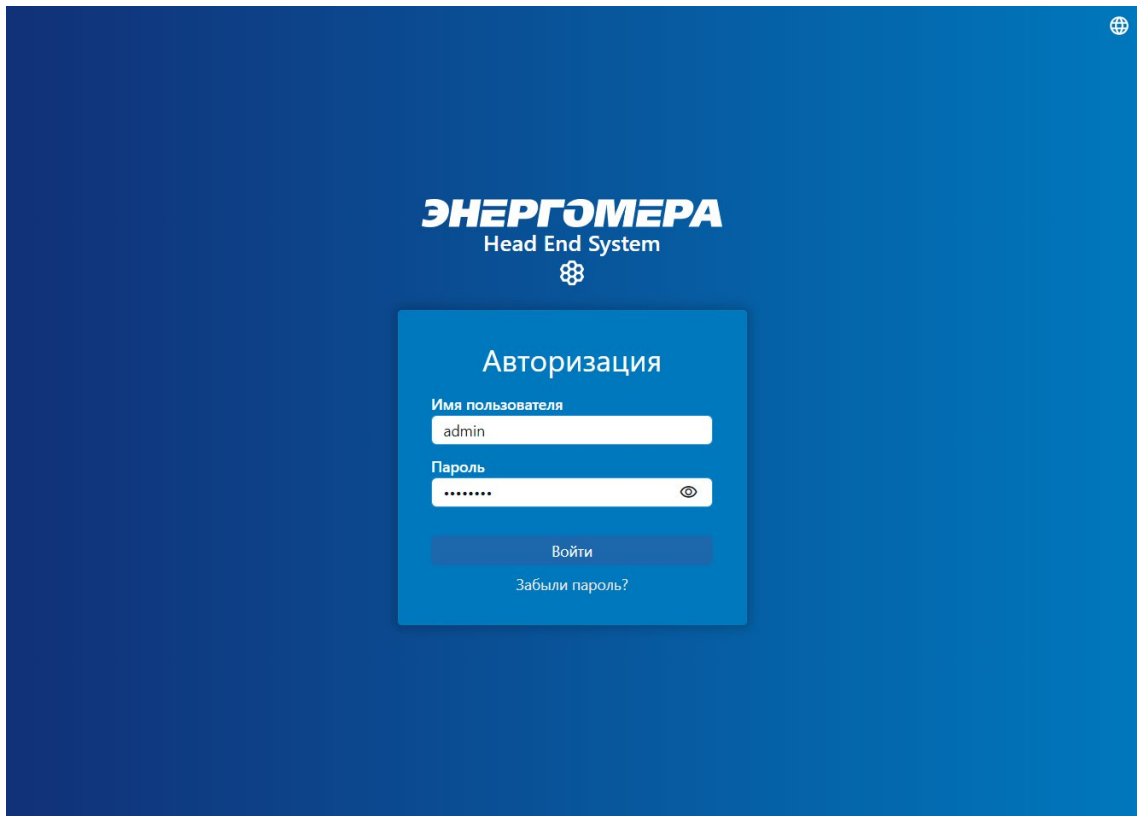 ЭНЕРГОМЕРА
Head End System
Авторизация
Имя пользователя
admin
Пароль
••••••••
Войти
Забыли пароль?